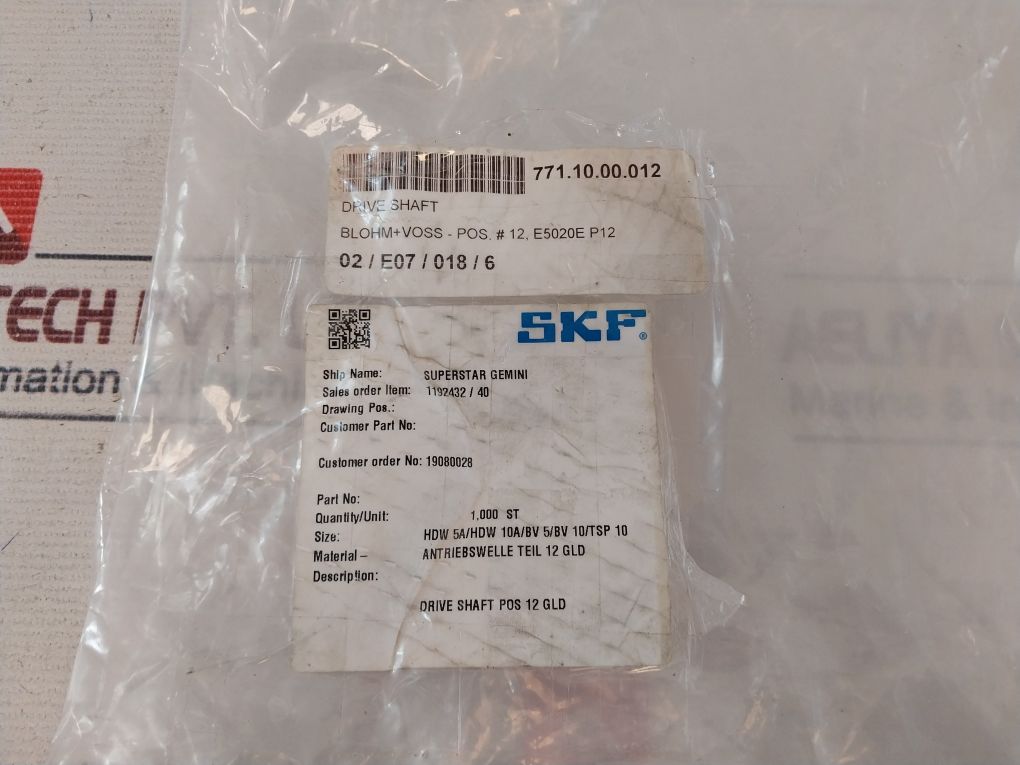 771.10.00.012
DRIVE SHAFT
BLOHM+VOSS - POS. # 12, E5020E P12
02 / E07 / 018 / 6
SKF®
Ship Name: SUPERSTAR GEMINI
Sales order Item: 1192432 / 40
Drawing Pos.:
Customer Part No:
Customer order No: 19080028
Part No:
Quantity/Unit: 1,000 ST
Size: HDW 5A/HDW 10A/BV 5/BV 10/TSP 10
Material – ANTRIEBSWELLE TEIL 12 GLD
Description:
DRIVE SHAFT POS 12 GLD
TECH
mation &